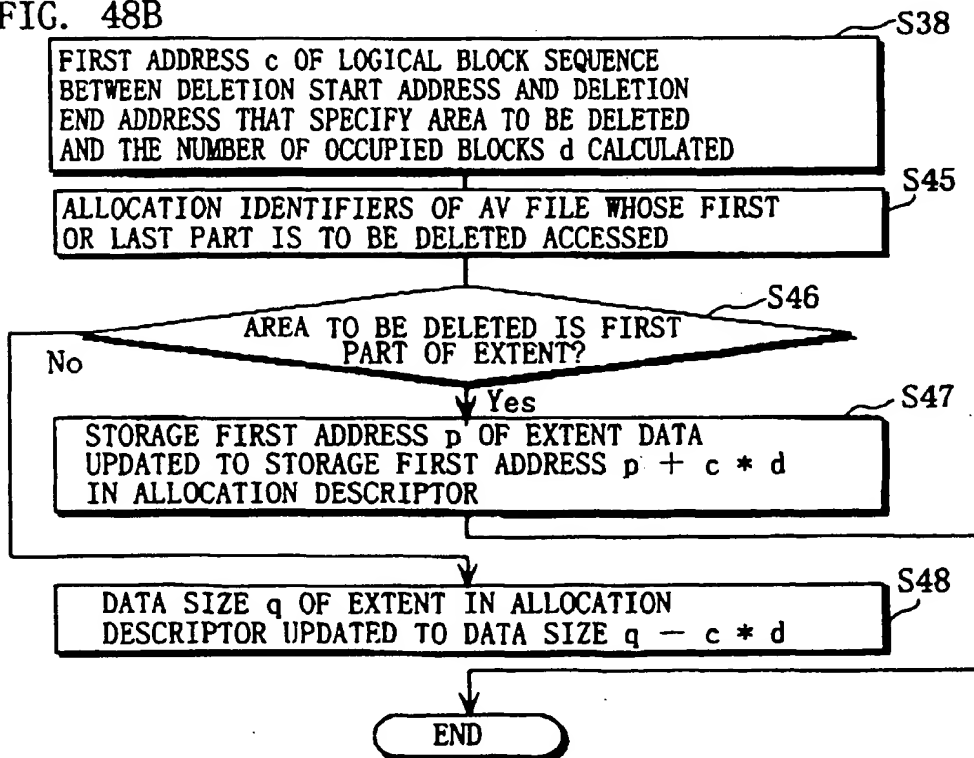 FIG. 48B
S38
FIRST ADDRESS c OF LOGICAL BLOCK SEQUENCE
BETWEEN DELETION START ADDRESS AND DELETION
END ADDRESS THAT SPECIFY AREA TO BE DELETED
AND THE NUMBER OF OCCUPIED BLOCKS d CALCULATED
S45
ALLOCATION IDENTIFIERS OF AV FILE WHOSE FIRST
OR LAST PART IS TO BE DELETED ACCESSED
S46
AREA TO BE DELETED IS FIRST
PART OF EXTENT?
No
Yes
S47
STORAGE FIRST ADDRESS p OF EXTENT DATA
UPDATED TO STORAGE FIRST ADDRESS p + c * d
IN ALLOCATION DESCRIPTOR
S48
DATA SIZE q OF EXTENT IN ALLOCATION
DESCRIPTOR UPDATED TO DATA SIZE q - c * d
END